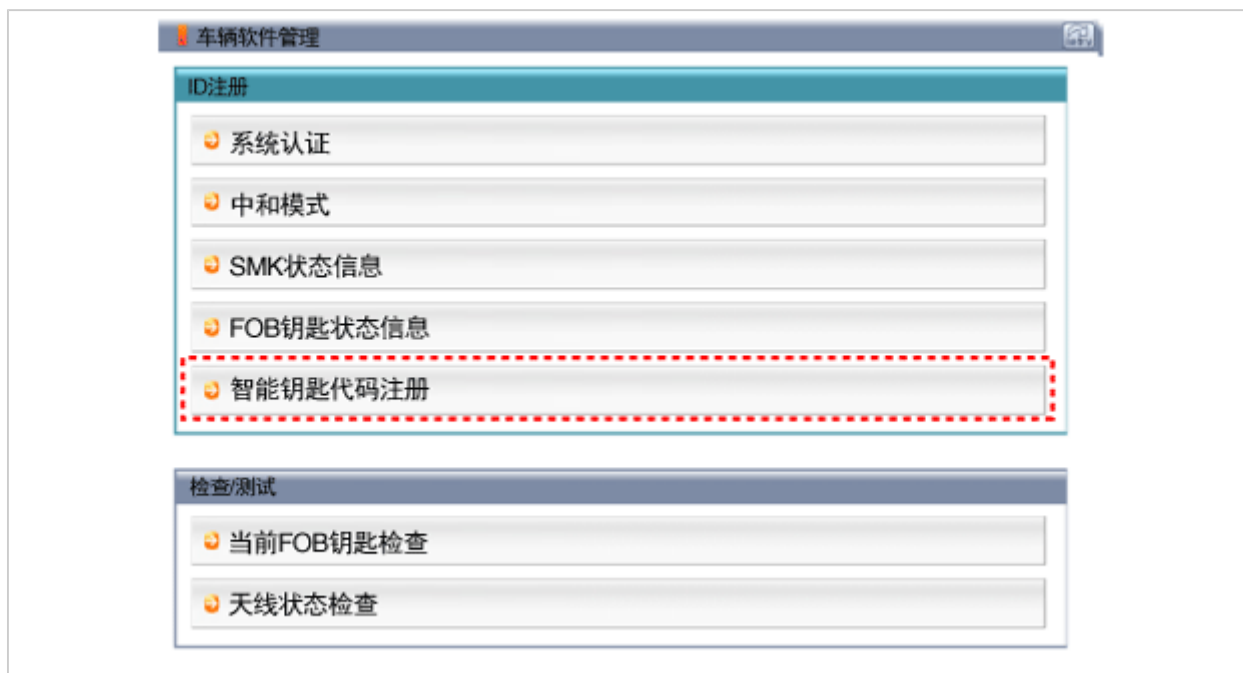 车辆软件管理
ID注册
系统认证
中和模式
SMK状态信息
FOB钥匙状态信息
智能钥匙代码注册
检查/测试
当前FOB钥匙检查
天线状态检查